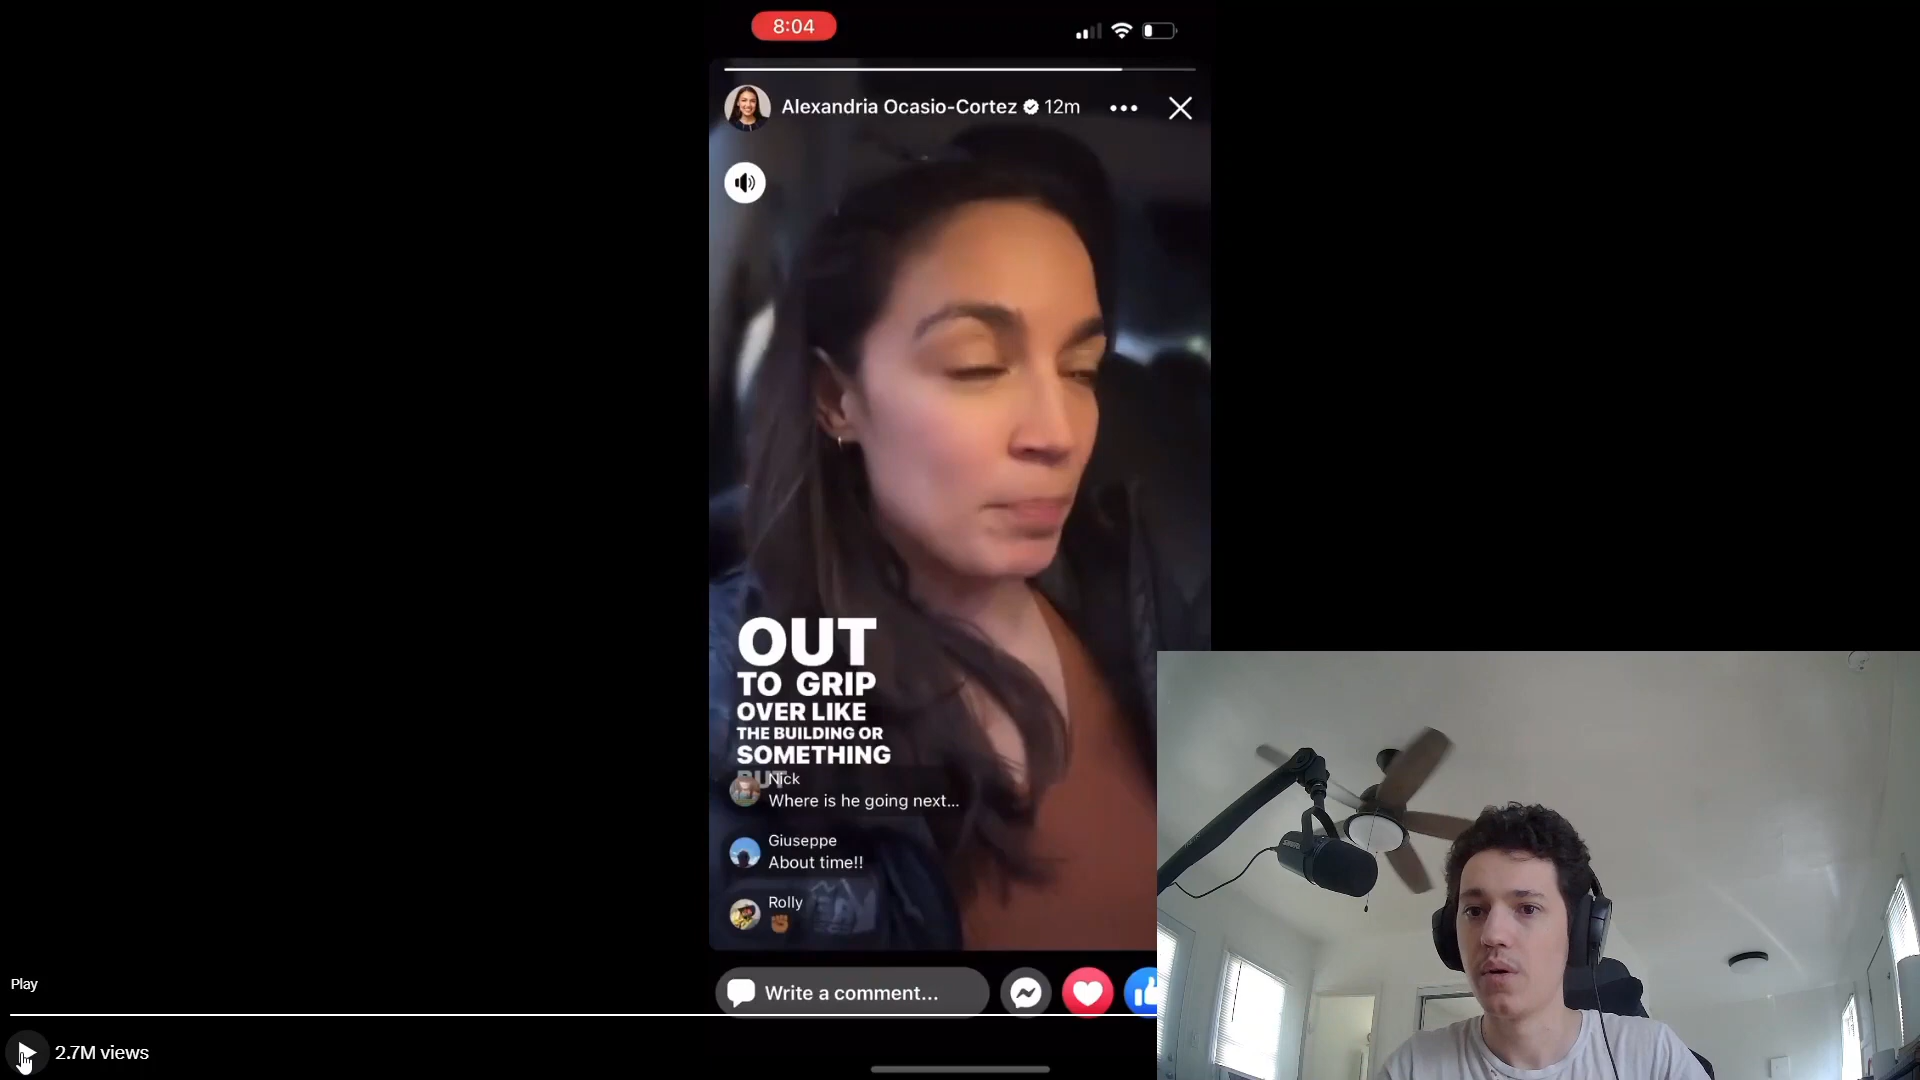 8:04
Alexandria Ocasio-Cortez 12m
OUT
TO GRIP
OVER LIKE
THE BUILDING OR
SOMETHING
BUT
Nick
Where is he going next...
Giuseppe
About time!!
Rolly
Write a comment...
Play
2.7M views